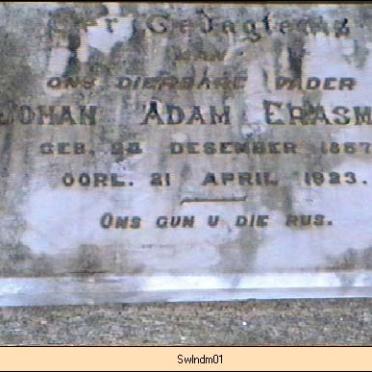 Ter Gedagtenis
VAN
ONS DIERBARE VADER
JOHAN ADAM ERASM
GEB. 28 DESEMBER 1867
OORL. 21 APRIL 1923.
ONS GUN U DIE RUS.
Swlndm01